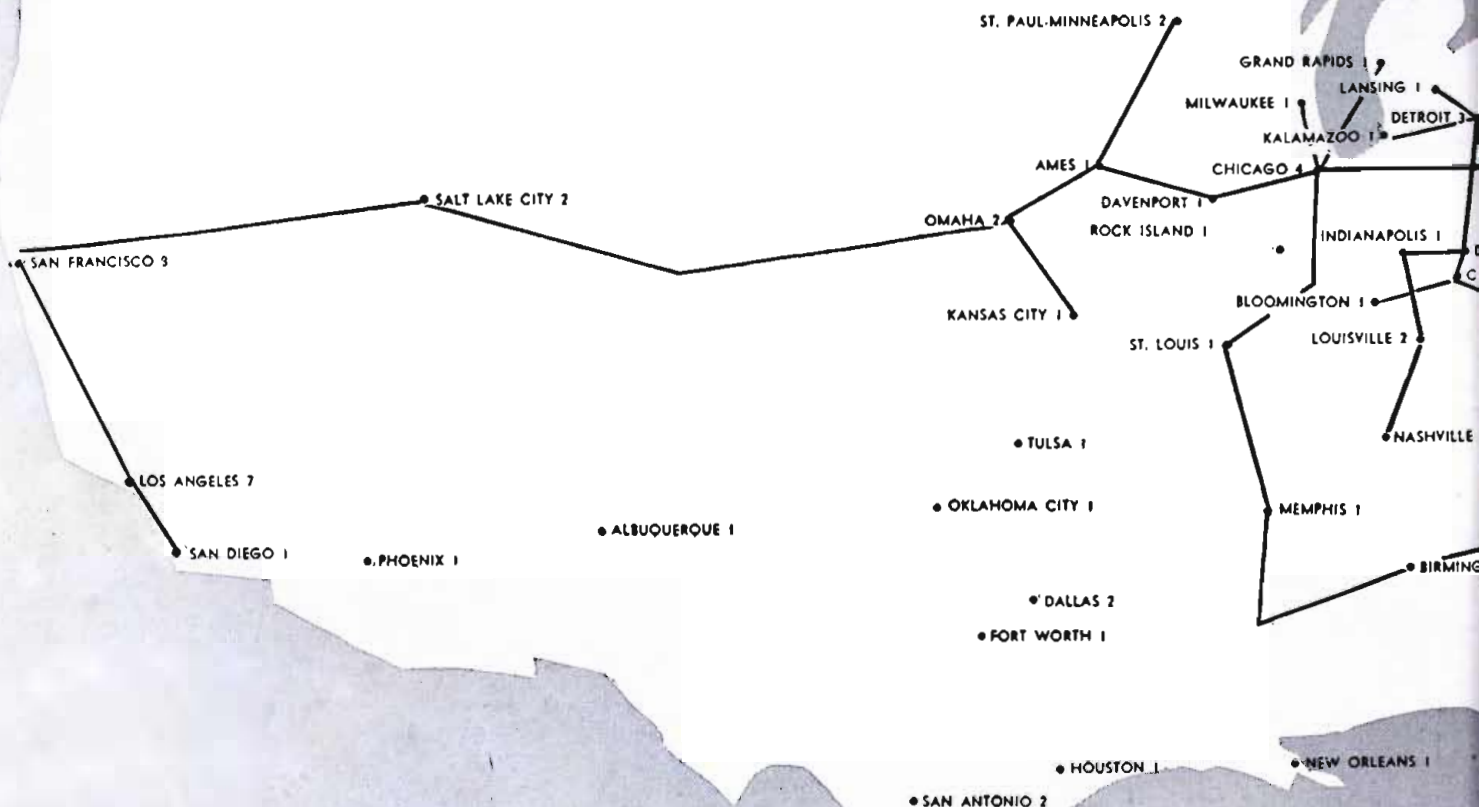 ST. PAUL-MINNEAPOLIS 2
GRAND RAPIDS 1
LANSING 1
MILWAUKEE 1
DETROIT 3
KALAMAZOO 1
AMES 1
CHICAGO 4
SALT LAKE CITY 2
DAVENPORT 1
OMAHA 2
ROCK ISLAND 1
INDIANAPOLIS 1
D
SAN FRANCISCO 3
C
BLOOMINGTON 1
KANSAS CITY 1
ST. LOUIS 1
LOUISVILLE 2
NASHVILLE
TULSA 1
LOS ANGELES 7
OKLAHOMA CITY 1
MEMPHIS 1
ALBUQUERQUE 1
SAN DIEGO 1
PHOENIX 1
BIRMING
DALLAS 2
FORT WORTH 1
NEW ORLEANS 1
HOUSTON 1
SAN ANTONIO 2